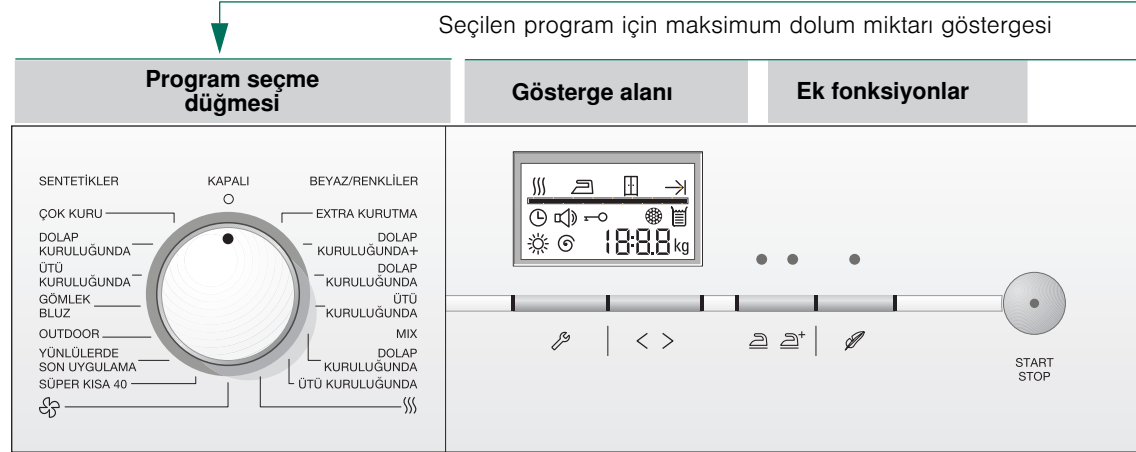 Seçilen program için maksimum dolum miktarı göstergesi
Program seçme
düğmesi
Gösterge alanı
Ek fonksiyonlar
SENTETİKLER
KAPALI
BEYAZ/RENKLİLER
ÇOK KURU
DOLAP
KURULUĞUNDA
ÜTÜ
KURULUĞUNDA
GÖMLEK
BLUZ
OUTDOOR
YÜNLÜLERDE
SON UYGULAMA
SÜPER KISA 40
EXTRA KURUTMA
DOLAP
KURULUĞUNDA+
DOLAP
KURULUĞUNDA
ÜTÜ
KURULUĞUNDA
MIX
DOLAP
KURULUĞUNDA
ÜTÜ KURULUĞUNDA
18:8.8 kg
START
STOP